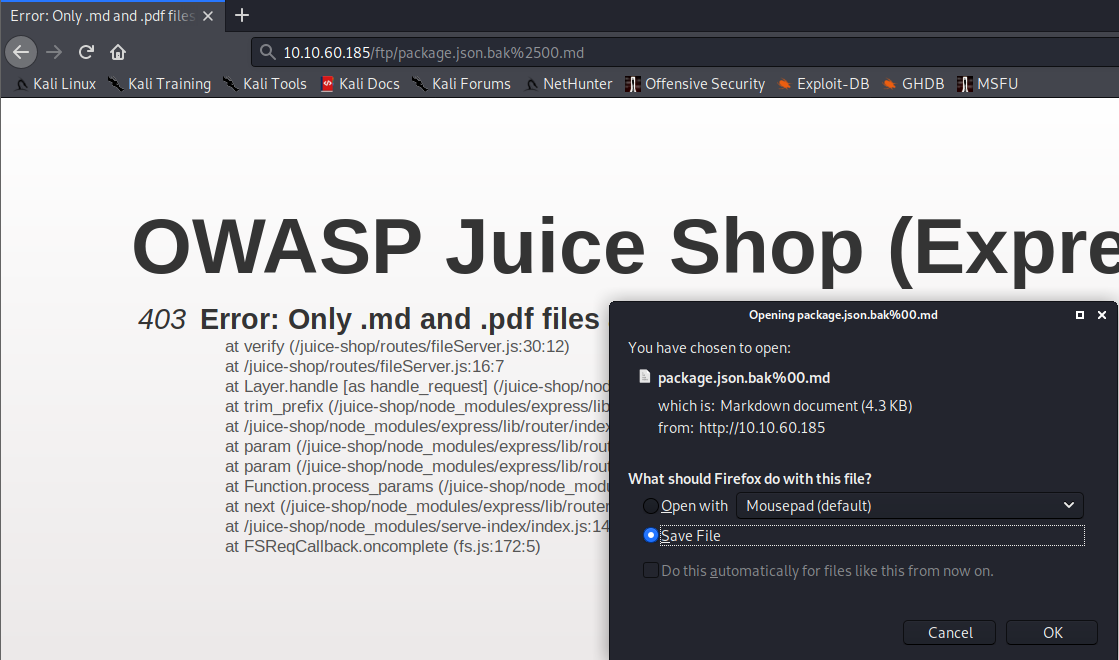 Error: Only .md and .pdf files
10.10.60.185/ftp/package.json.bak%2500.md
Kali Linux Kali Training Kali Tools Kali Docs Kali Forums NetHunter Offensive Security Exploit-DB GHDB MSFU
OWASP Juice Shop (Expre
403 Error: Only .md and .pdf files
at verify (/juice-shop/routes/fileServer.js:30:12)
at /juice-shop/routes/fileServer.js:16:7
at Layer.handle [as handle_request] (/juice-shop/nod
at trim_prefix (/juice-shop/node_modules/express/lib
at /juice-shop/node_modules/express/lib/router/index
at param (/juice-shop/node_modules/express/lib/rout
at param (/juice-shop/node_modules/express/lib/rout
at Function.process_params (/juice-shop/node_modu
at next (/juice-shop/node_modules/express/lib/router
at /juice-shop/node_modules/serve-index/index.js:14
at FSReqCallback.oncomplete (fs.js:172:5)
Opening package.json.bak%00.md
You have chosen to open:
package.json.bak%00.md
which is: Markdown document (4.3 KB)
from: http://10.10.60.185
What should Firefox do with this file?
Open with Mousepad (default)
Save File
Do this automatically for files like this from now on.
Cancel OK